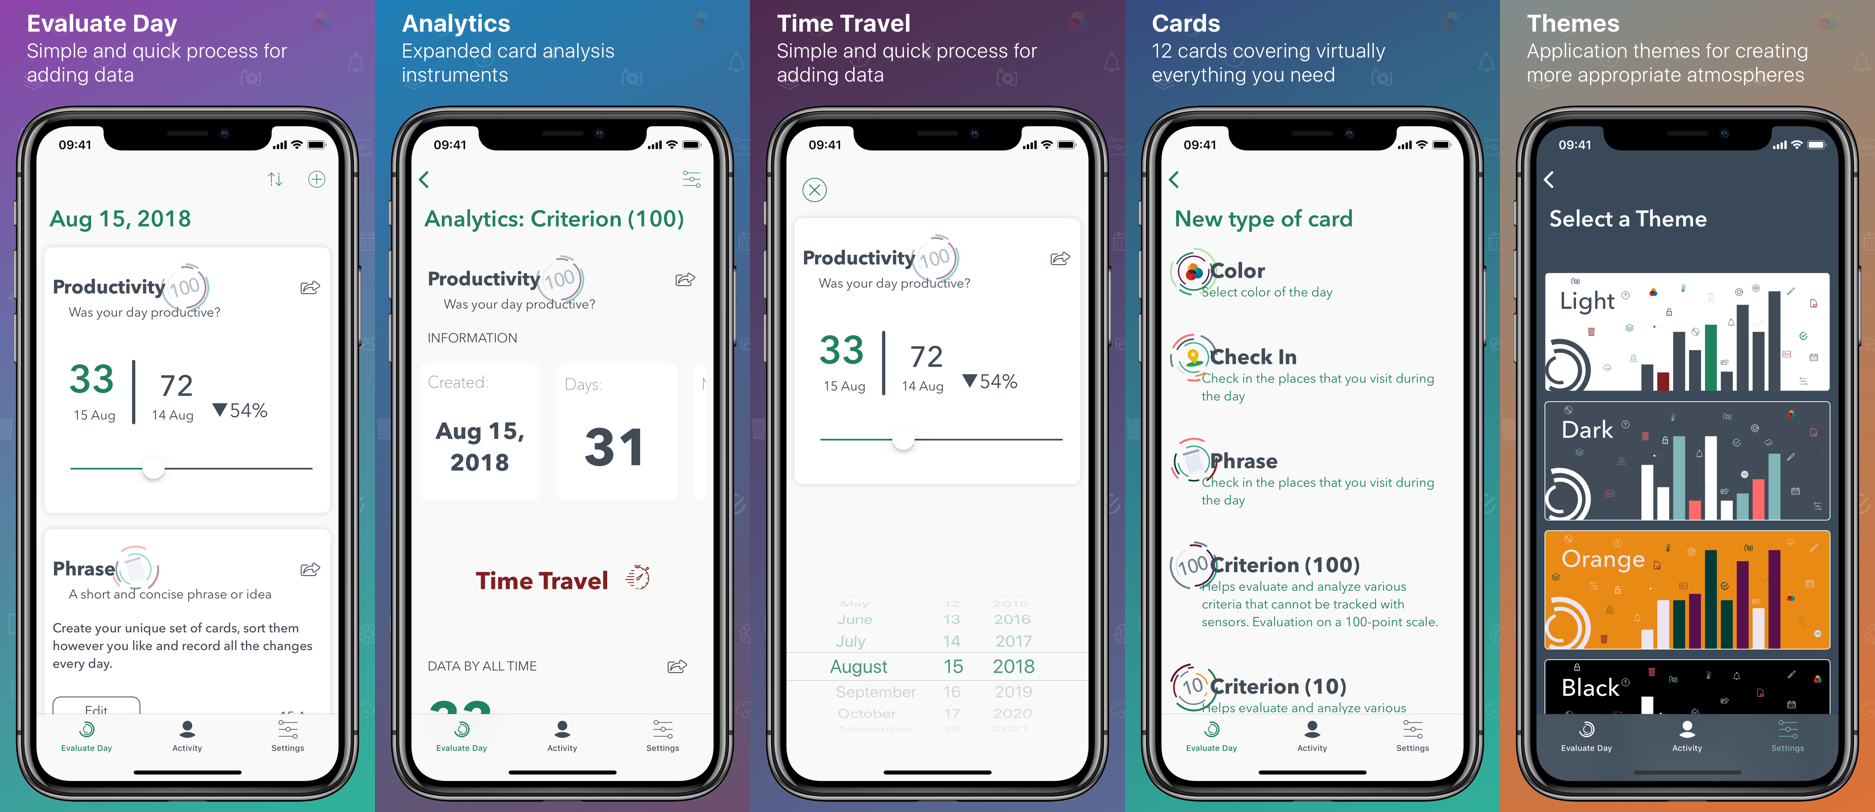 Evaluate Day
Simple and quick process for
adding data
09:41
Aug 15, 2018
Productivity
100
Was your day productive?
33
72
15 Aug
14 Aug
▼54%
Phrase
A short and concise phrase or idea
Create your unique set of cards, sort them
however you like and record all the changes
every day.
Edit
Evaluate Day
Activity
Settings
Analytics
Expanded card analysis
instruments
09:41
Analytics: Criterion (100)
Productivity
100
Was your day productive?
INFORMATION
Created:
Days:
Aug 15,
2018
31
Time Travel
DATA BY ALL TIME
33
Evaluate Day
Activity
Settings
Time Travel
Simple and quick process for
adding data
09:41
Productivity
100
Was your day productive?
33
72
15 Aug
14 Aug
▼54%
May 12 2015
June 13 2016
July 14 2017
August 15 2018
September 16 2019
October 17 2020
November 18 2021
Cards
12 cards covering virtually
everything you need
09:41
New type of card
Color
Select color of the day
Check In
Check in the places that you visit during
the day
Phrase
Check in the places that you visit during
the day
100
Criterion (100)
Helps evaluate and analyze various
criteria that cannot be tracked with
sensors. Evaluation on a 100-point scale.
10
Criterion (10)
Helps evaluate and analyze various
Evaluate Day
Activity
Settings
Themes
Application themes for creating
more appropriate atmospheres
09:41
Select a Theme
Light
Dark
Orange
Black
Evaluate Day
Activity
Settings